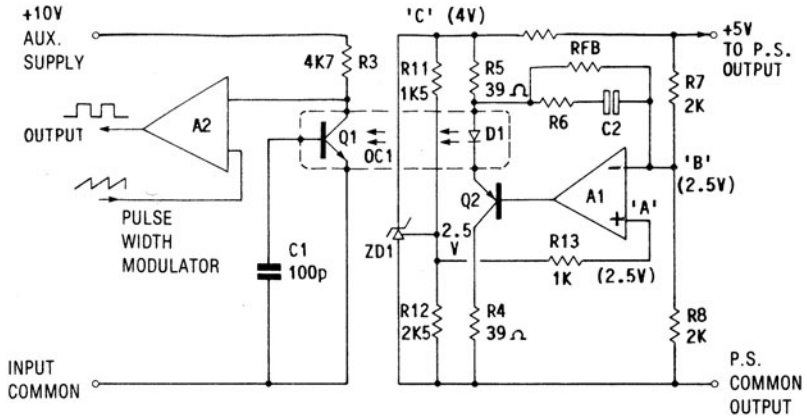 +10V
AUX.
SUPPLY
4K7
R3
'C' (4V)
+5V
TO P.S.
OUTPUT
RFB
R11
1K5
R5
39Ω
R7
2K
R6
C2
A2
OUTPUT
Q1
OC1
D1
'B'
(2.5V)
A1
−
+
'A'
Q2
PULSE
WIDTH
MODULATOR
C1
100p
ZD1
2.5
V
R13
1K
(2.5V)
R12
2K5
R4
39Ω
R8
2K
INPUT
COMMON
P.S.
COMMON
OUTPUT